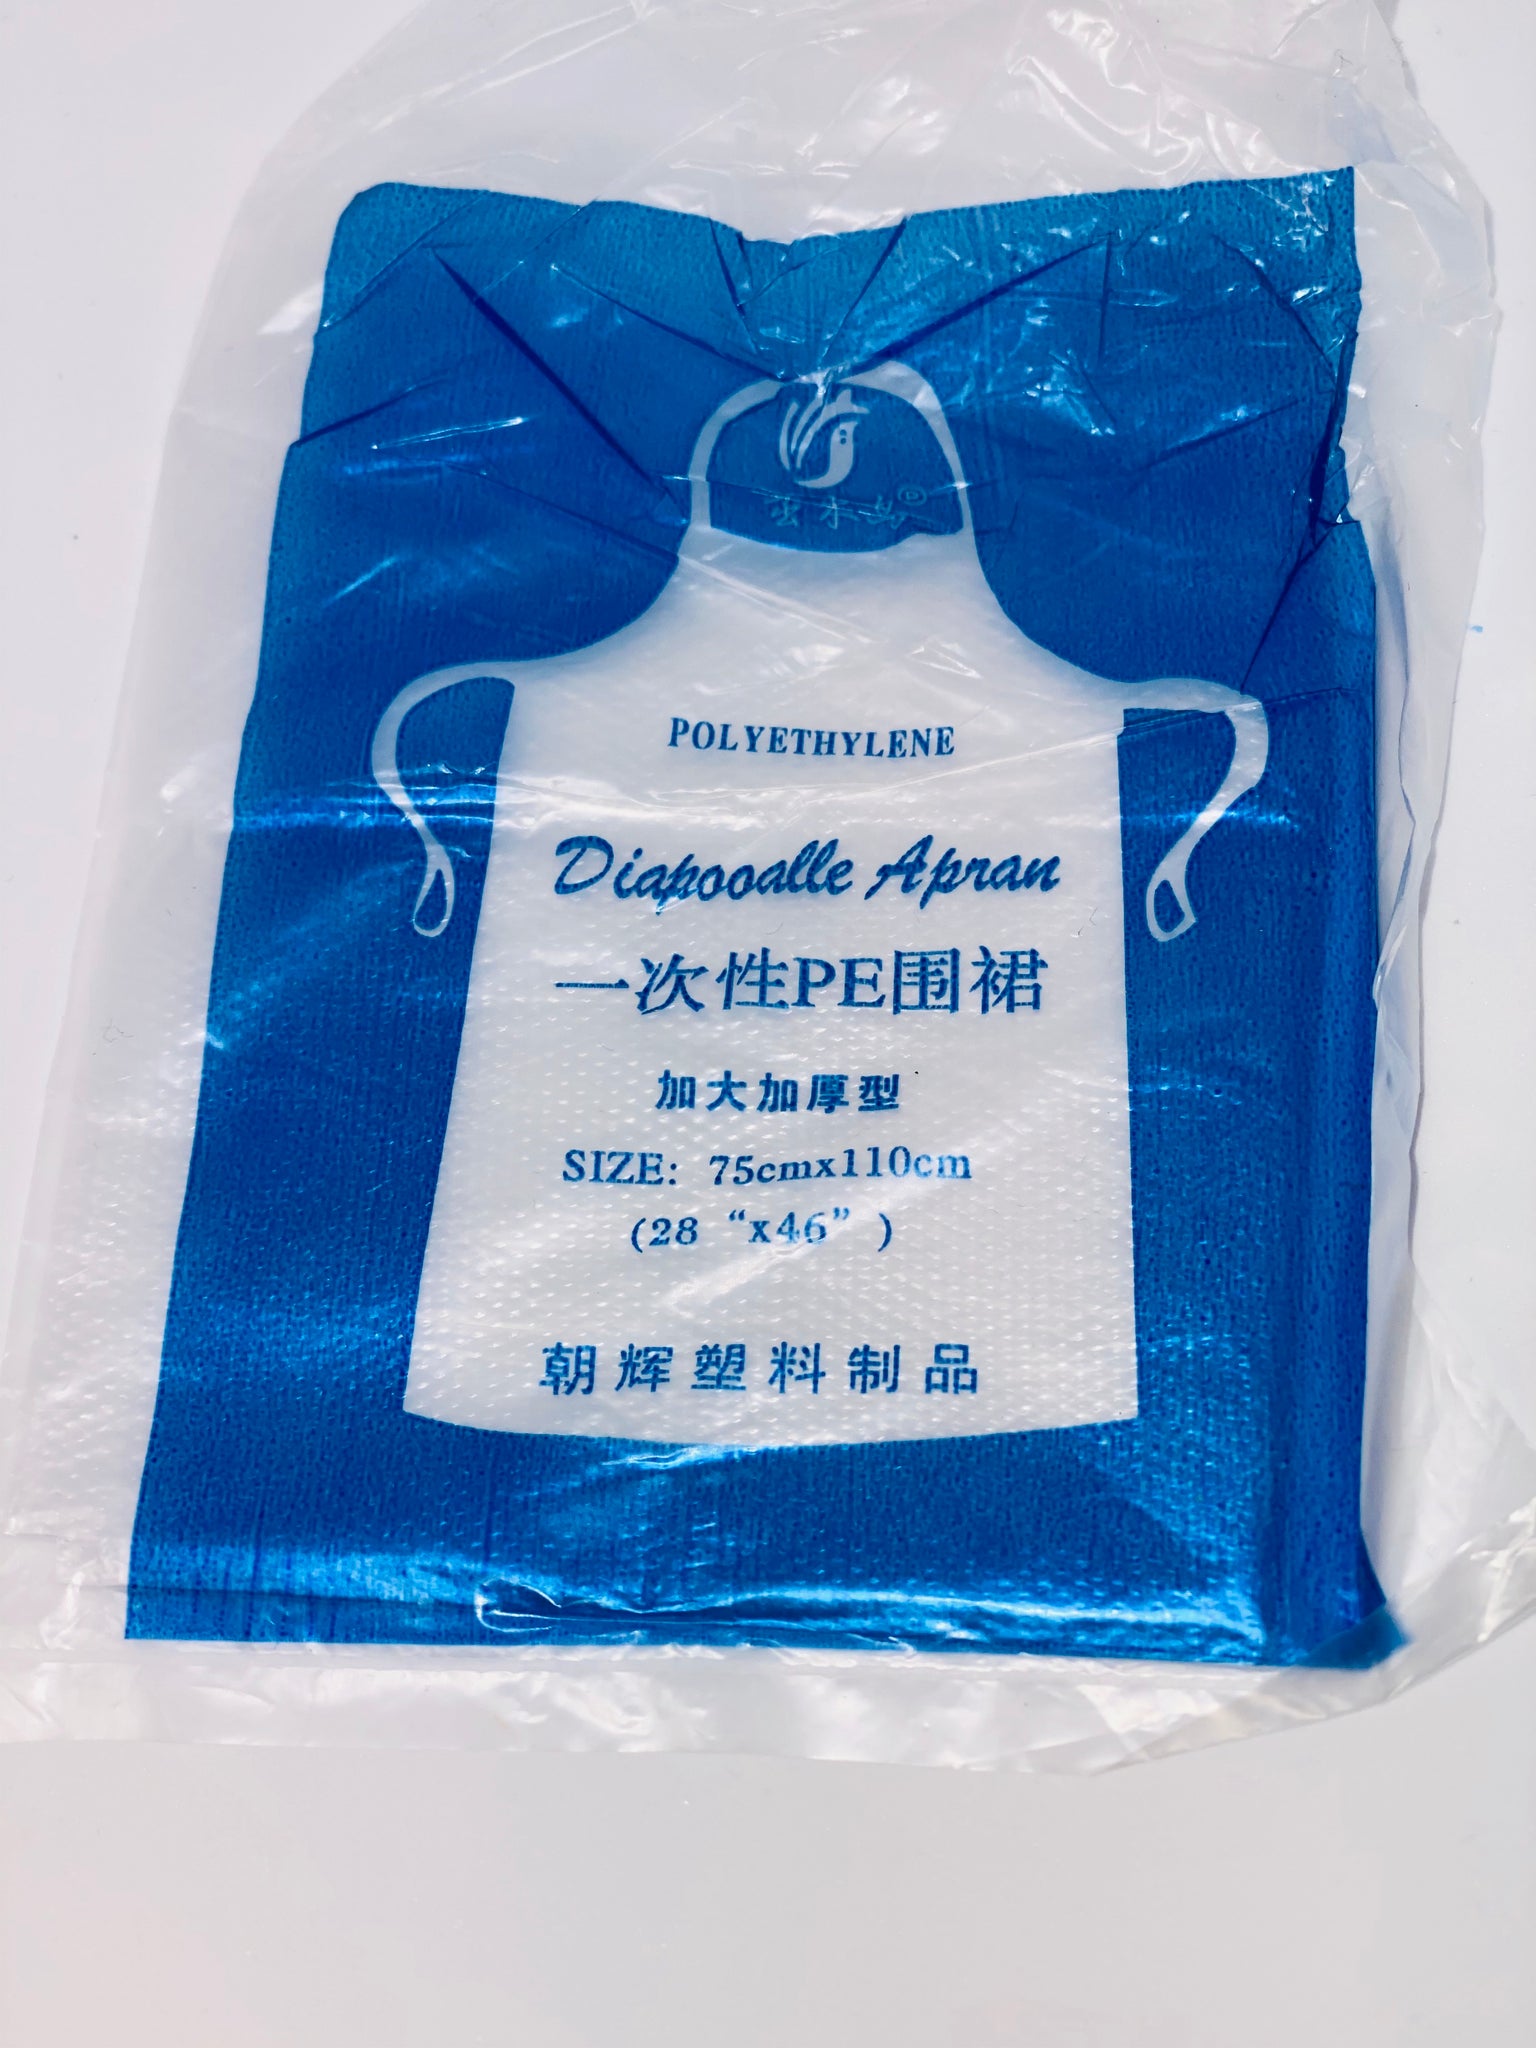 POLYETHYLENE
Diapooalle Apran
一次性PE围裙
加大加厚型
SIZE: 75cmx110cm
(28 “x46” )
朝辉塑料制品